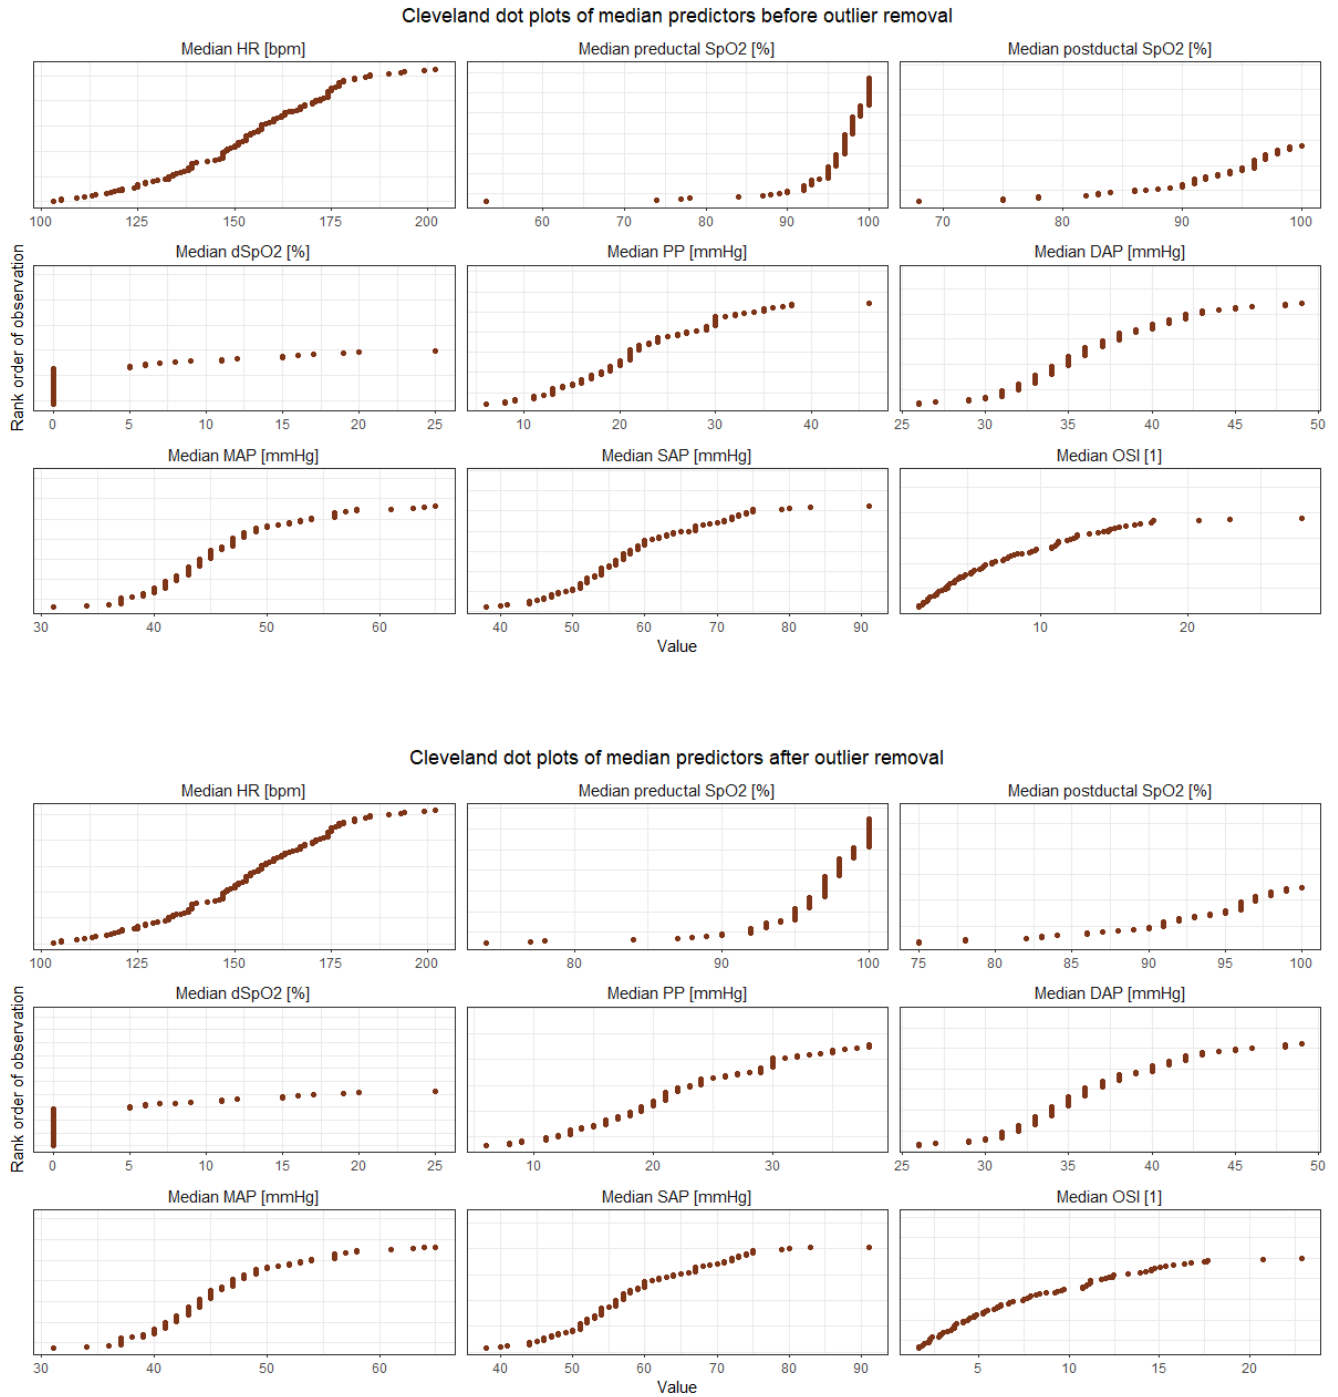 Cleveland dot plots of median predictors before outlier removal
Median HR [bpm] Median preductal SpO2 [%] Median postductal SpO2 [%]
100 125 150 175 200 60 70 80 90 100 70 80 90 100
Median dSpO2 [%] Median PP [mmHg] Median DAP [mmHg]
Rank order of observation
0 5 10 15 20 25 10 20 30 40 25 30 35 40 45 50
Median MAP [mmHg] Median SAP [mmHg] Median OSI [1]
30 40 50 60 40 50 60 70 80 90 10 20
Value
Cleveland dot plots of median predictors after outlier removal
Median HR [bpm] Median preductal SpO2 [%] Median postductal SpO2 [%]
100 125 150 175 200 80 90 100 75 80 85 90 95 100
Median dSpO2 [%] Median PP [mmHg] Median DAP [mmHg]
Rank order of observation
0 5 10 15 20 25 10 20 30 25 30 35 40 45 50
Median MAP [mmHg] Median SAP [mmHg] Median OSI [1]
30 40 50 60 40 50 60 70 80 90 5 10 15 20
Value